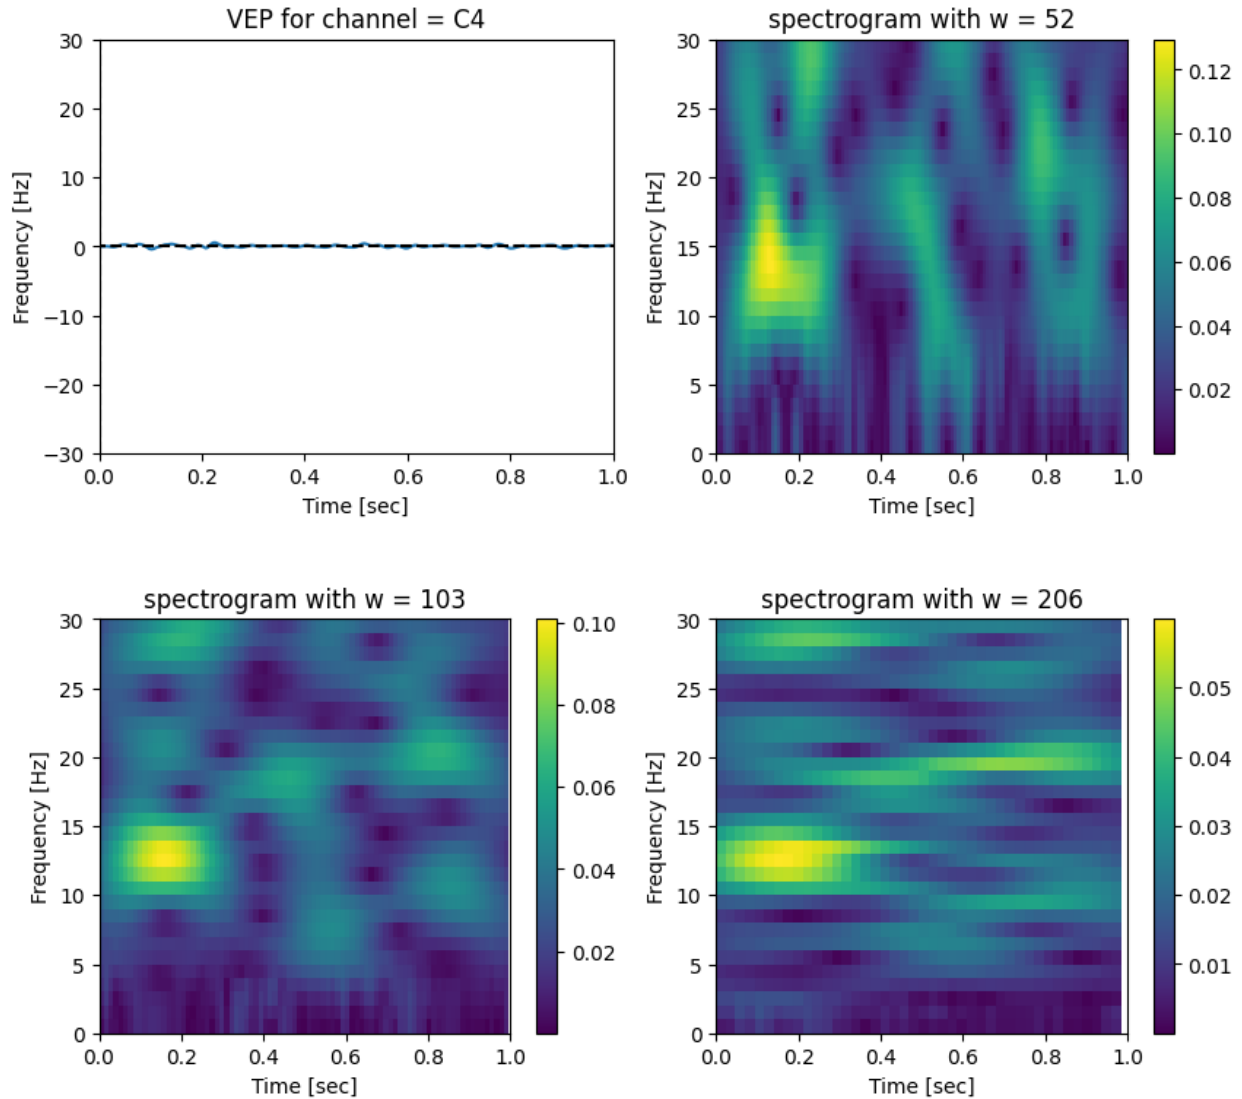 VEP for channel = C4
30
20
10
0
−10
−20
−30
Frequency [Hz]
0.0 0.2 0.4 0.6 0.8 1.0
Time [sec]
spectrogram with w = 52
30
25
20
15
10
5
0
Frequency [Hz]
0.0 0.2 0.4 0.6 0.8 1.0
Time [sec]
0.12
0.10
0.08
0.06
0.04
0.02
spectrogram with w = 103
30
25
20
15
10
5
0
Frequency [Hz]
0.0 0.2 0.4 0.6 0.8 1.0
Time [sec]
0.10
0.08
0.06
0.04
0.02
spectrogram with w = 206
30
25
20
15
10
5
0
Frequency [Hz]
0.0 0.2 0.4 0.6 0.8 1.0
Time [sec]
0.05
0.04
0.03
0.02
0.01